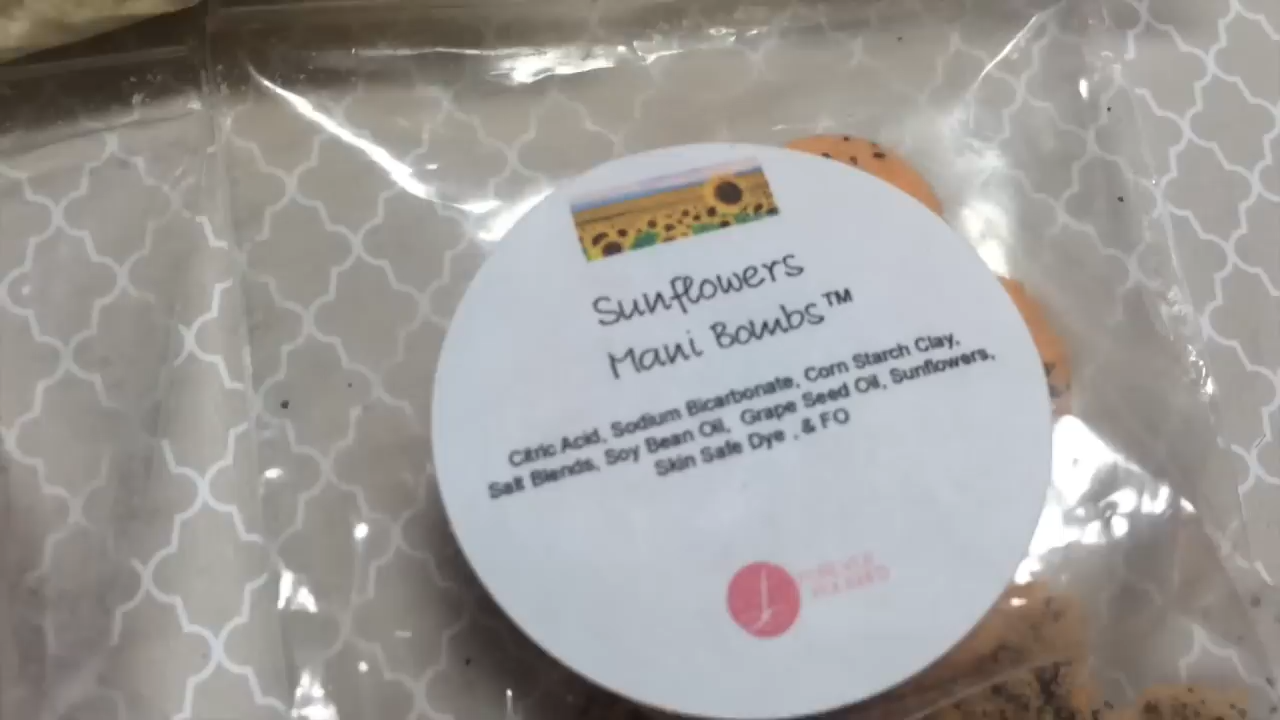 Sunflowers
Mani Bombs™
Citric Acid, Sodium Bicarbonate, Corn Starch Clay,
Salt Blends, Soy Bean Oil, Grape Seed Oil, Sunflowers,
Skin Safe Dye , & FO